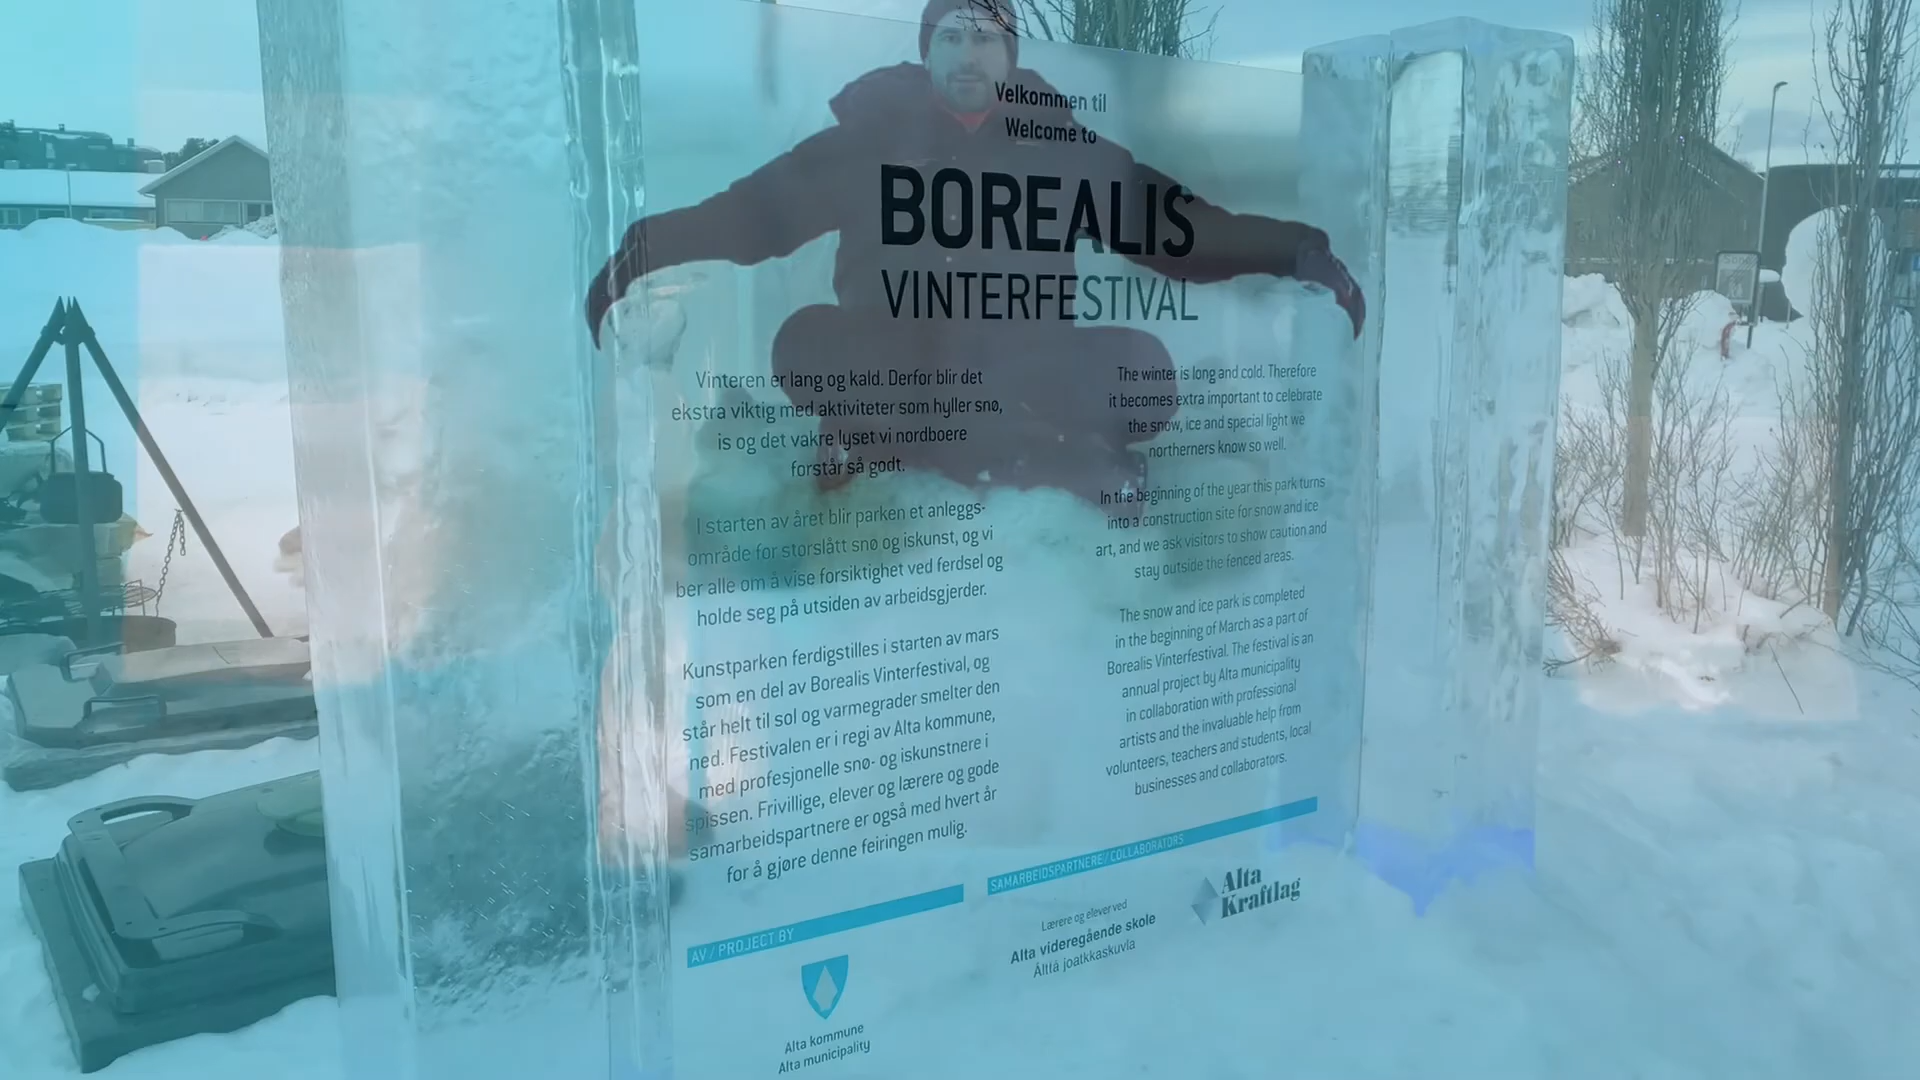 Velkommen til
Welcome to
BOREALIS
VINTERFESTIVAL
Vinteren er lang og kald. Derfor blir det
ekstra viktig med aktiviteter som hyller snø,
is og det vakre lyset vi nordboere
forstår så godt.
I starten av året blir parken et anleggs-
område for storslått snø og iskunst, og vi
ber alle om å vise forsiktighet ved ferdsel og
holde seg på utsiden av arbeidsgjerder.
Kunstparken ferdigstilles i starten av mars
som en del av Borealis Vinterfestival, og
står helt til sol og varmegrader smelter den
ned. Festivalen er i regi av Alta kommune,
med profesjonelle snø- og iskunstnere i
spissen. Frivillige, elever og lærere og gode
samarbeidspartnere er også med hvert år
for å gjøre denne feiringen mulig.
The winter is long and cold. Therefore
it becomes extra important to celebrate
the snow, ice and special light we
northerners know so well.
In the beginning of the year this park turns
into a construction site for snow and ice
art, and we ask visitors to show caution and
stay outside the fenced areas.
The snow and ice park is completed
in the beginning of March as a part of
Borealis Vinterfestival. The festival is an
annual project by Alta municipality
in collaboration with professional
artists and the invaluable help from
volunteers, teachers and students, local
businesses and collaborators.
AV / PROJECT BY
Alta kommune
Alta municipality
SAMARBEIDSPARTNERE / COLLABORATORS
Lærere og elever ved
Alta videregående skole
Álttá joatkkaskuvla
Alta
Kraftlag